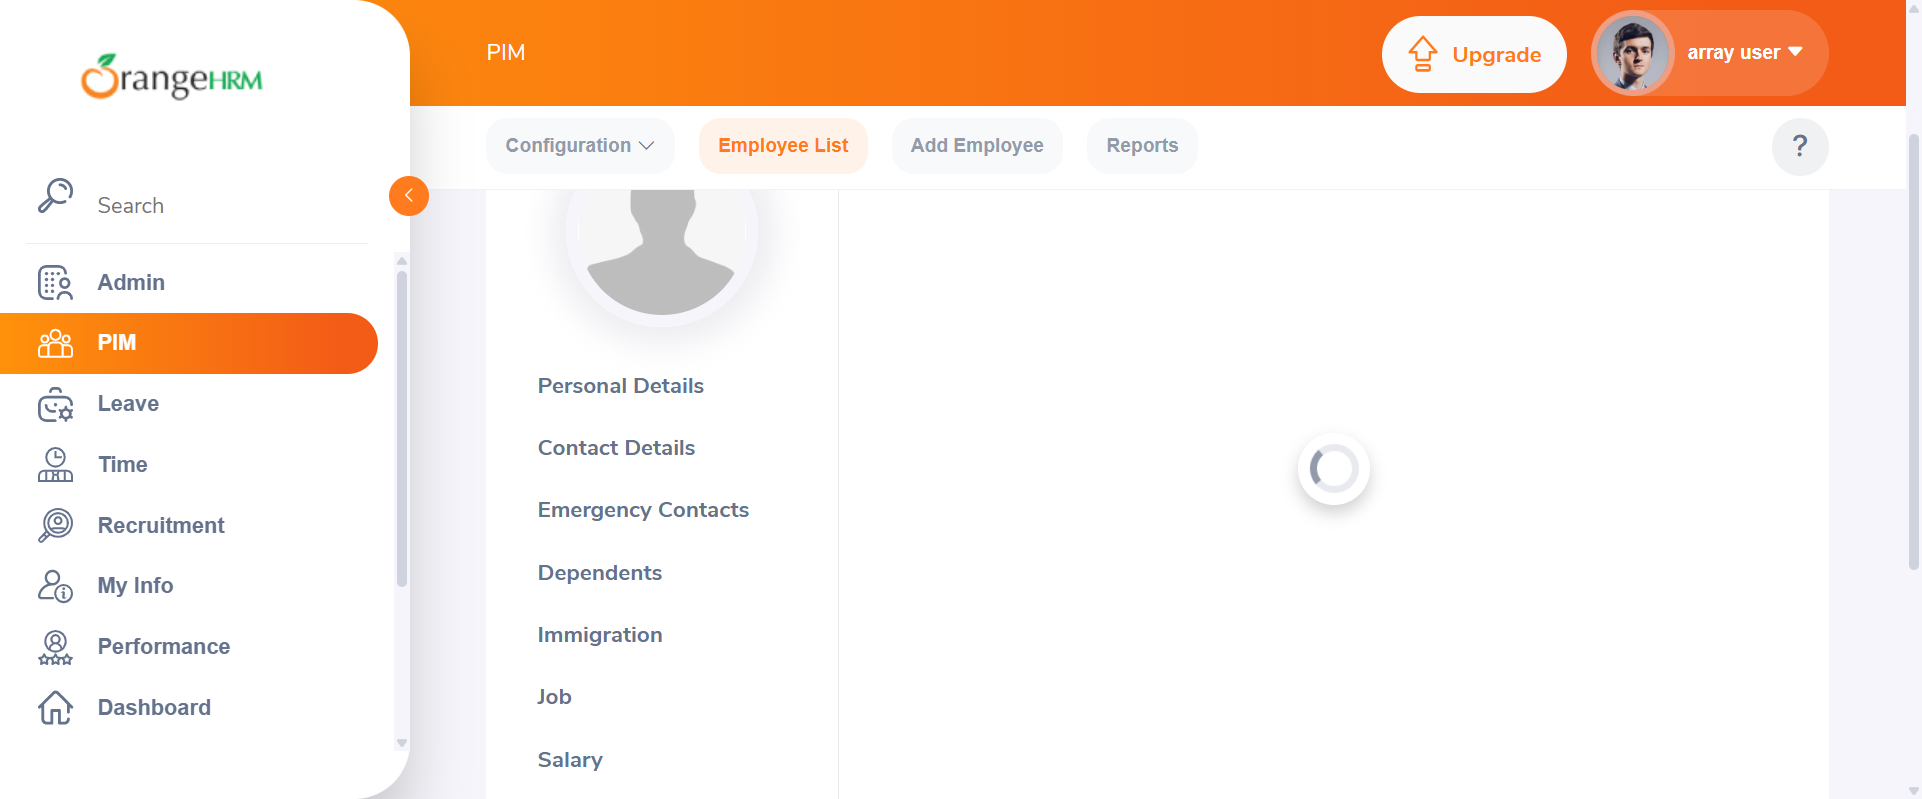 OrangeHRM
PIM
Upgrade
array user
Configuration
Employee List
Add Employee
Reports
?
Search
Admin
PIM
Leave
Time
Recruitment
My Info
Performance
Dashboard
Personal Details
Contact Details
Emergency Contacts
Dependents
Immigration
Job
Salary